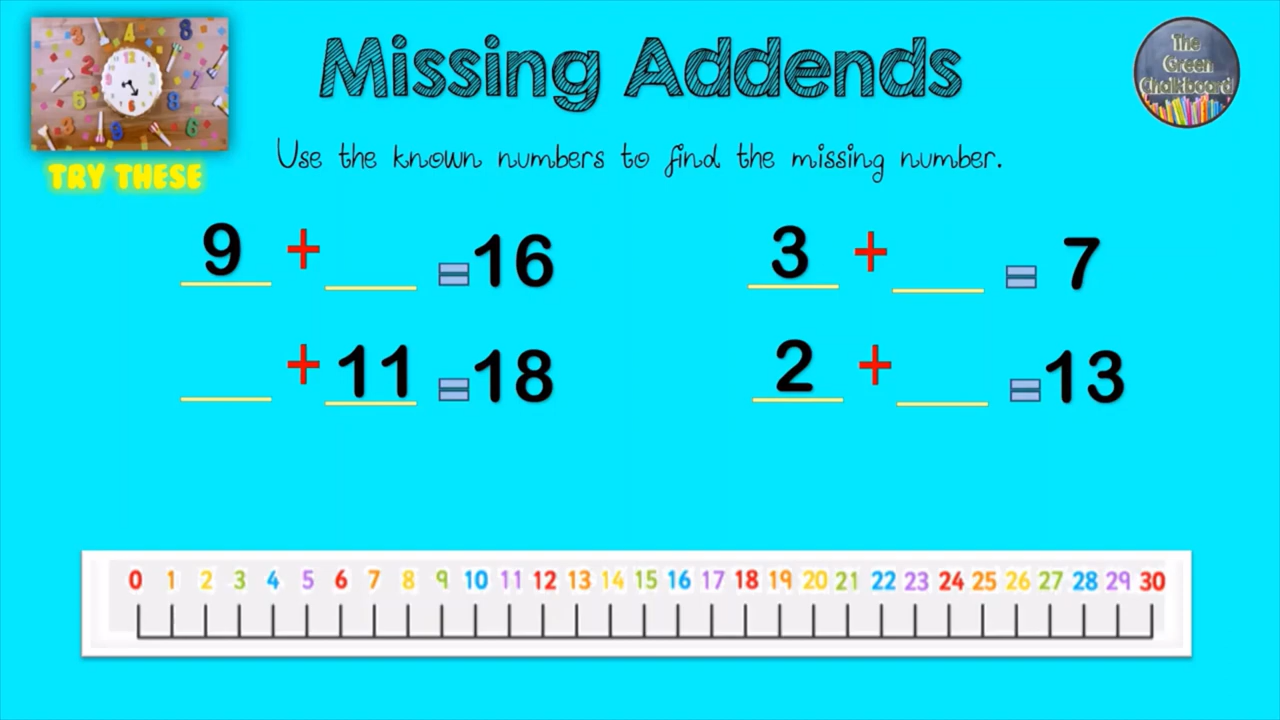 Missing Addends
The
Green
Chalkboard
TRY THESE
Use the known numbers to find the missing number.
9 + ___ = 16
3 + ___ = 7
___ + 11 = 18
2 + ___ = 13
0 1 2 3 4 5 6 7 8 9 10 11 12 13 14 15 16 17 18 19 20 21 22 23 24 25 26 27 28 29 30